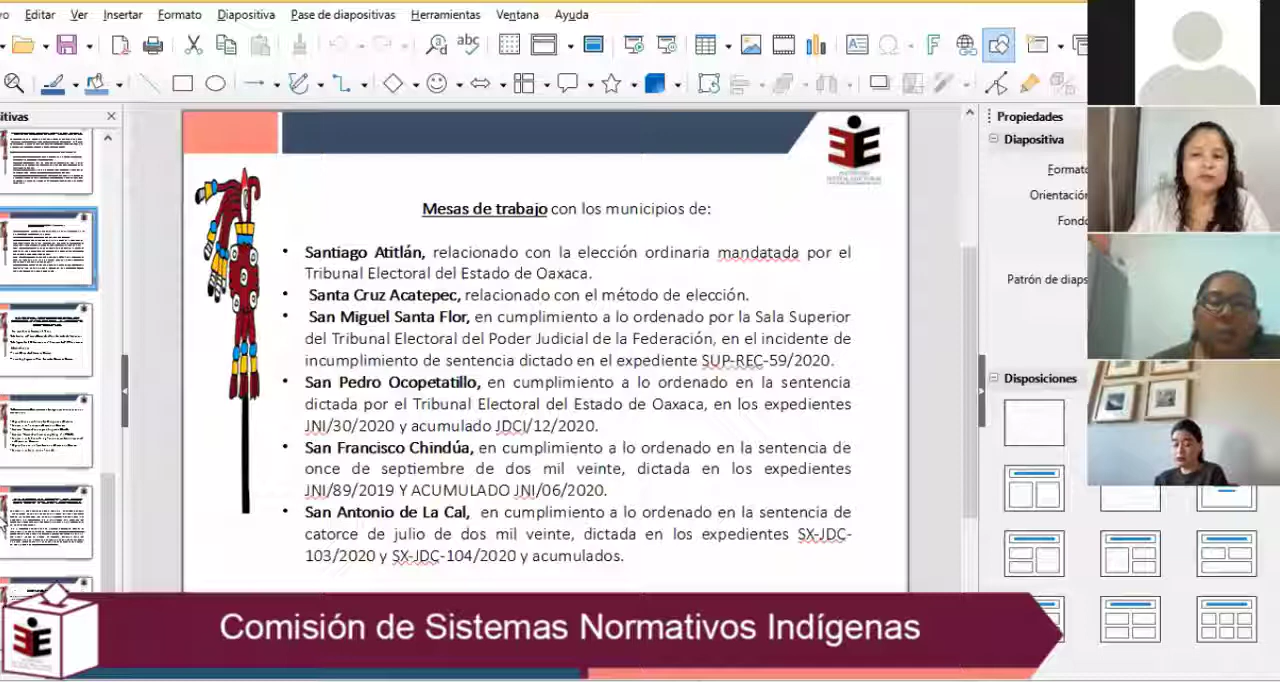 Editar Ver Insertar Formato Diapositiva Pase de diapositivas Herramientas Ventana Ayuda
abc
itivas
Propiedades
Diapositiva
Formato
Orientación
Fondo
Patrón de diaps
Disposiciones
Mesas de trabajo con los municipios de:
• Santiago Atitlán, relacionado con la elección ordinaria mandatada por el
Tribunal Electoral del Estado de Oaxaca.
• Santa Cruz Acatepec, relacionado con el método de elección.
• San Miguel Santa Flor, en cumplimiento a lo ordenado por la Sala Superior
del Tribunal Electoral del Poder Judicial de la Federación, en el incidente de
incumplimiento de sentencia dictado en el expediente SUP-REC-59/2020.
• San Pedro Ocopetatillo, en cumplimiento a lo ordenado en la sentencia
dictada por el Tribunal Electoral del Estado de Oaxaca, en los expedientes
JNI/30/2020 y acumulado JDCI/12/2020.
• San Francisco Chindúa, en cumplimiento a lo ordenado en la sentencia de
once de septiembre de dos mil veinte, dictada en los expedientes
JNI/89/2019 Y ACUMULADO JNI/06/2020.
• San Antonio de La Cal, en cumplimiento a lo ordenado en la sentencia de
catorce de julio de dos mil veinte, dictada en los expedientes SX-JDC-
103/2020 y SX-JDC-104/2020 y acumulados.
Comisión de Sistemas Normativos Indígenas